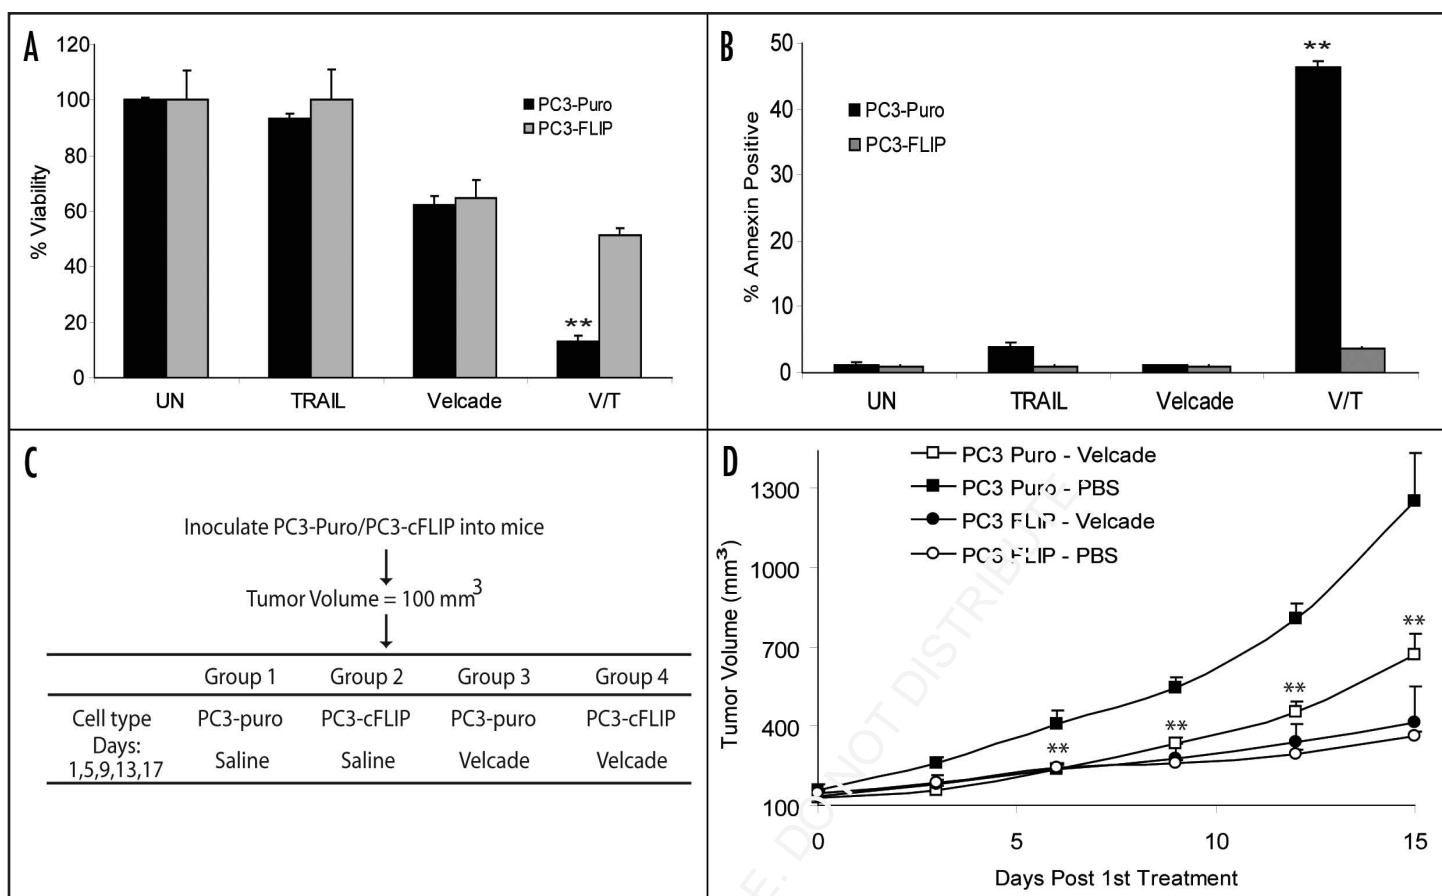 A
120
100
80
60
40
20
0
% Viability
PC3-Puro
PC3-FLIP
**
UN TRAIL Velcade V/T
B
50
40
30
20
10
0
% Annexin Positive
PC3-Puro
PC3-FLIP
**
UN TRAIL Velcade V/T
C
Inoculate PC3-Puro/PC3-cFLIP into mice
Tumor Volume = 100 mm³
Group 1 Group 2 Group 3 Group 4
Cell type PC3-puro PC3-cFLIP PC3-puro PC3-cFLIP
Days:
1,5,9,13,17 Saline Saline Velcade Velcade
D
PC3 Puro - Velcade
PC3 Puro - PBS
PC3 FLIP - Velcade
PC3 FLIP - PBS
1300
1000
700
400
100
Tumor Volume (mm³)
** ** ** **
0 5 10 15
Days Post 1st Treatment
E. DO NOT DISTRIBUTE